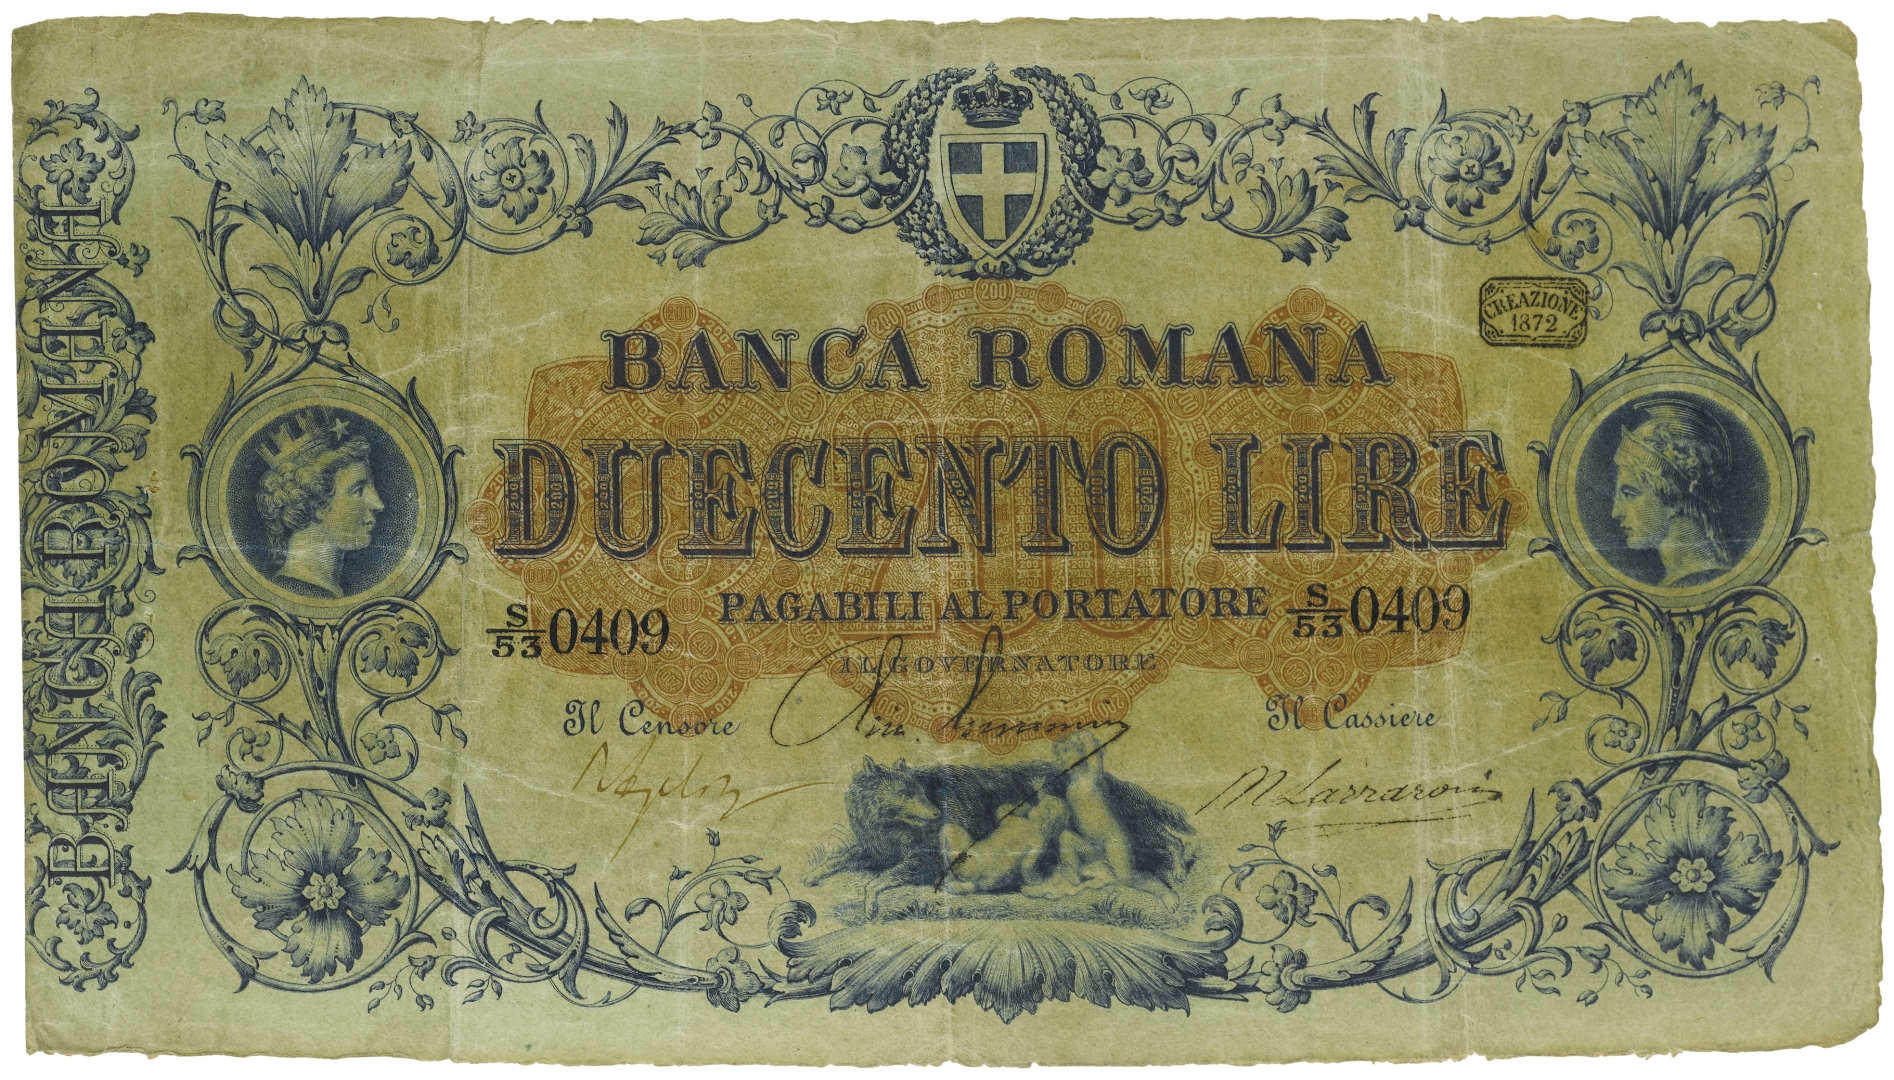 BANCA ROMANA
CREAZIONE
1872
BANCA ROMANA
200
DUECENTO LIRE
PAGABILI AL PORTATORE
S/53 0409
S/53 0409
IL GOVERNATORE
Il Censore
Il Cassiere